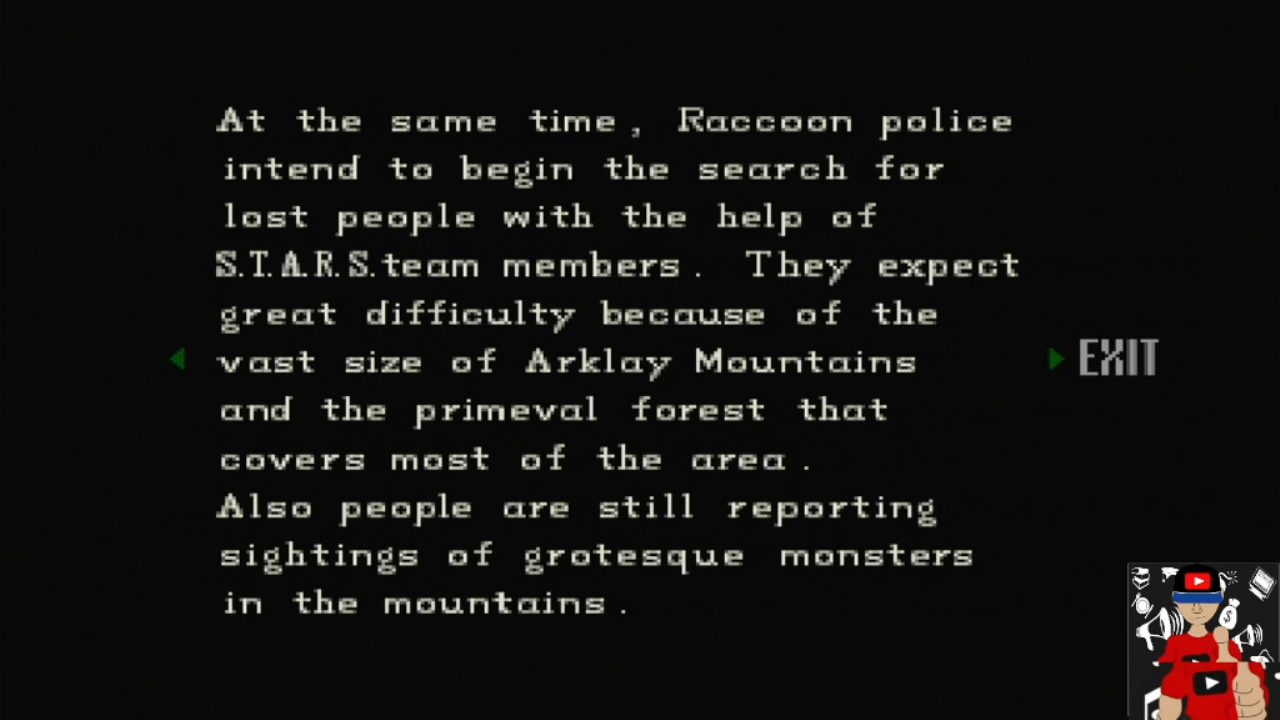 At the same time, Raccoon police
intend to begin the search for
lost people with the help of
S.T.A.R.S.team members. They expect
great difficulty because of the
vast size of Arklay Mountains
and the primeval forest that
covers most of the area.
Also people are still reporting
sightings of grotesque monsters
in the mountains.
EXIT
$